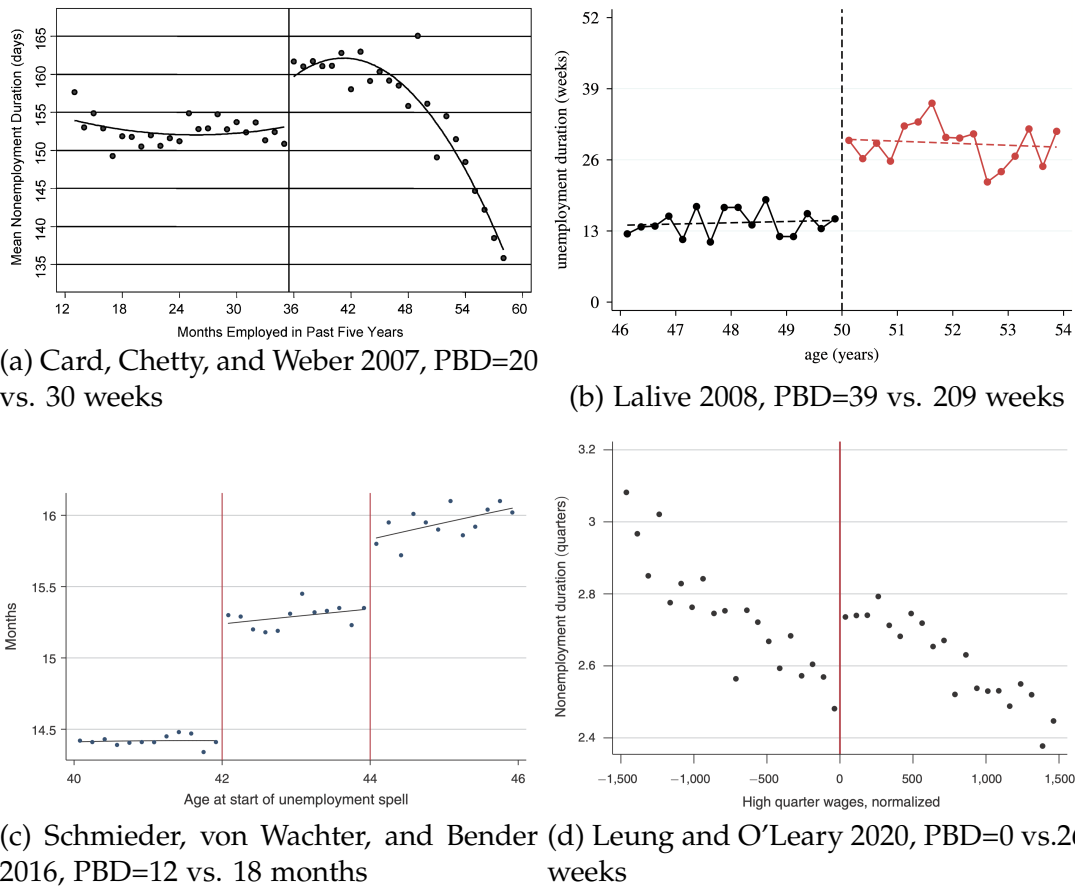 Mean Nonemployment Duration (days)
165
160
155
150
145
140
135
12 18 24 30 36 42 48 54 60
Months Employed in Past Five Years
(a) Card, Chetty, and Weber 2007, PBD=20
vs. 30 weeks
unemployment duration (weeks)
52
39
26
13
0
46 47 48 49 50 51 52 53 54
age (years)
(b) Lalive 2008, PBD=39 vs. 209 weeks
Months
16
15.5
15
14.5
40 42 44 46
Age at start of unemployment spell
(c) Schmieder, von Wachter, and Bender
2016, PBD=12 vs. 18 months
Nonemployment duration (quarters)
3.2
3
2.8
2.6
2.4
−1,500 −1,000 −500 0 500 1,000 1,500
High quarter wages, normalized
(d) Leung and O'Leary 2020, PBD=0 vs.2
weeks